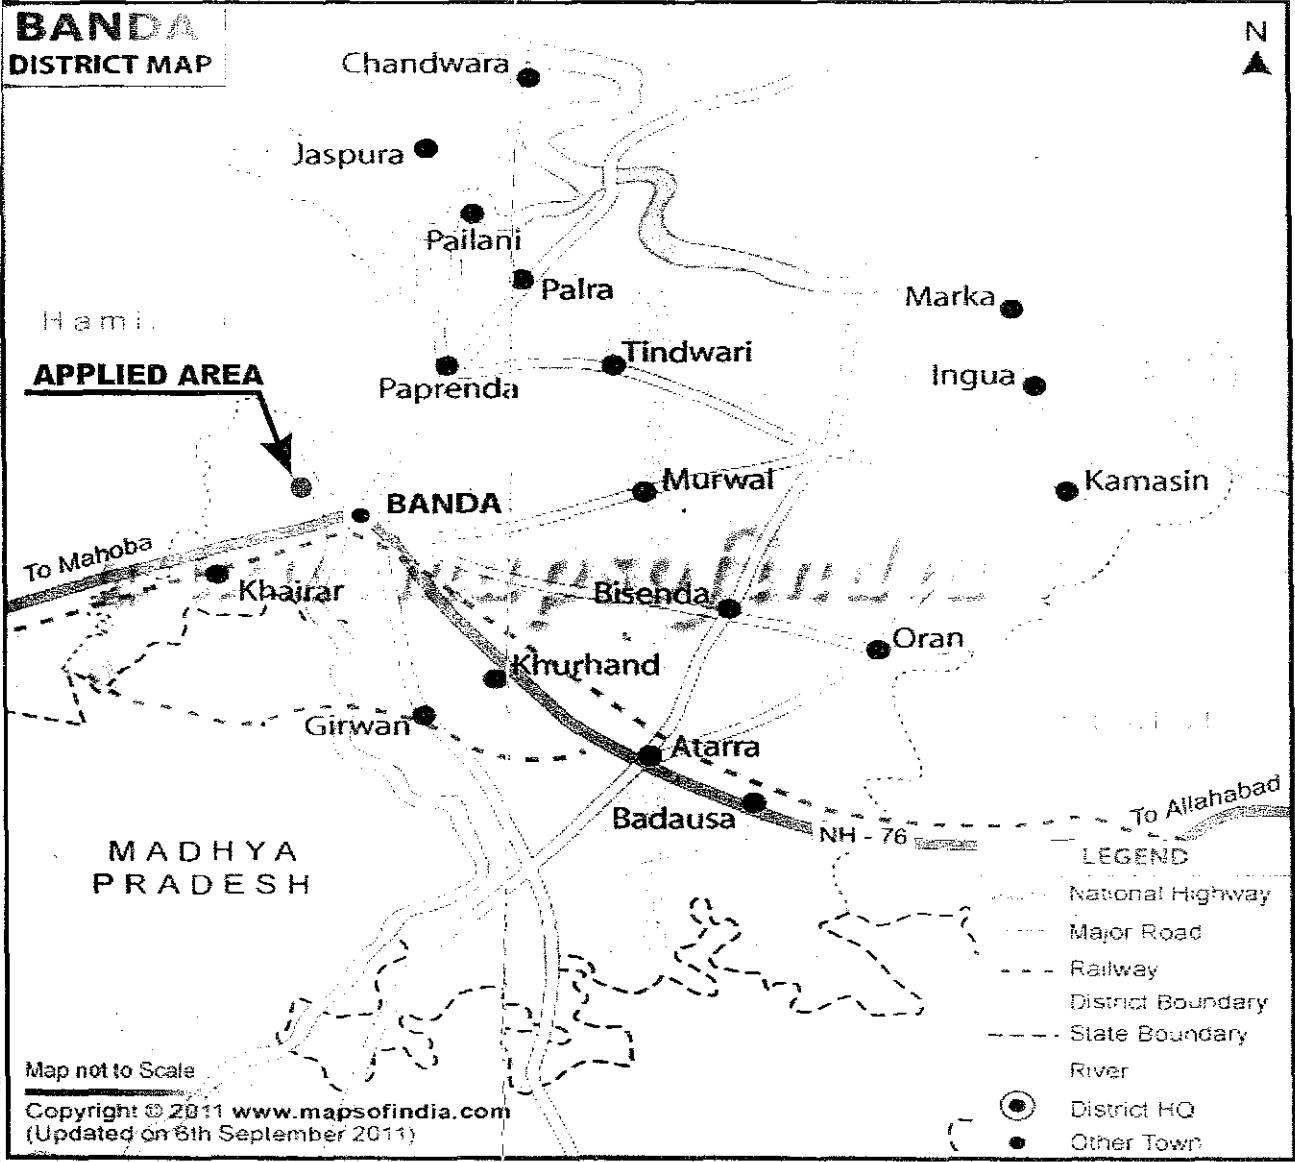 BANDA
DISTRICT MAP
N
Chandwara
Jaspura
Pailani
Palra
Marka
Hami
Tindwari
APPLIED AREA
Paprenda
Ingua
Murwal
Kamasin
BANDA
To Mahoba
Khairar
Bisenda
Oran
Khurhand
Girwan
Atarra
Badausa
To Allahabad
NH - 76
MADHYA
PRADESH
LEGEND
National Highway
Major Road
Railway
District Boundary
State Boundary
River
District HQ
Other Town
Map not to Scale
Copyright © 2011 www.mapsofindia.com
(Updated on 6th September 2011)